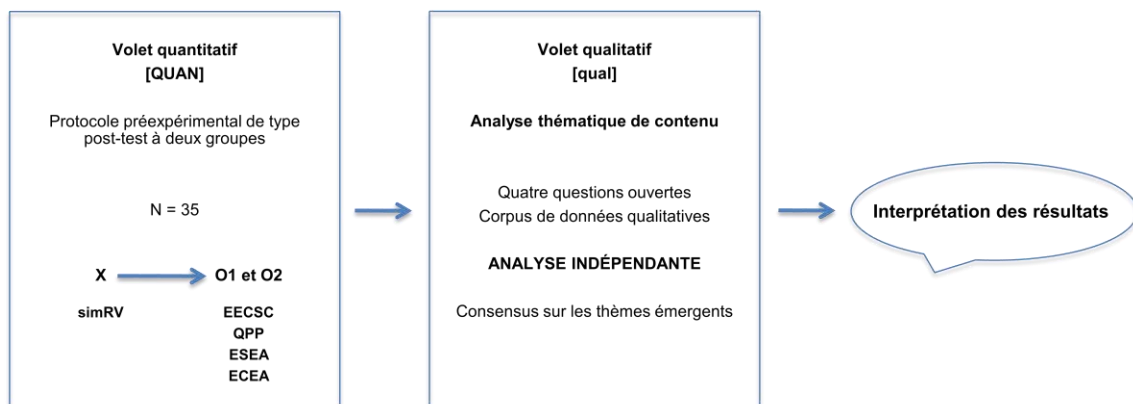 Volet quantitatif
[QUAN]
Protocole préexpérimental de type
post-test à deux groupes
N = 35
X O1 et O2
simRV EECSC
QPP
ESEA
ECEA
Volet qualitatif
[qual]
Analyse thématique de contenu
Quatre questions ouvertes
Corpus de données qualitatives
ANALYSE INDÉPENDANTE
Consensus sur les thèmes émergents
Interprétation des résultats